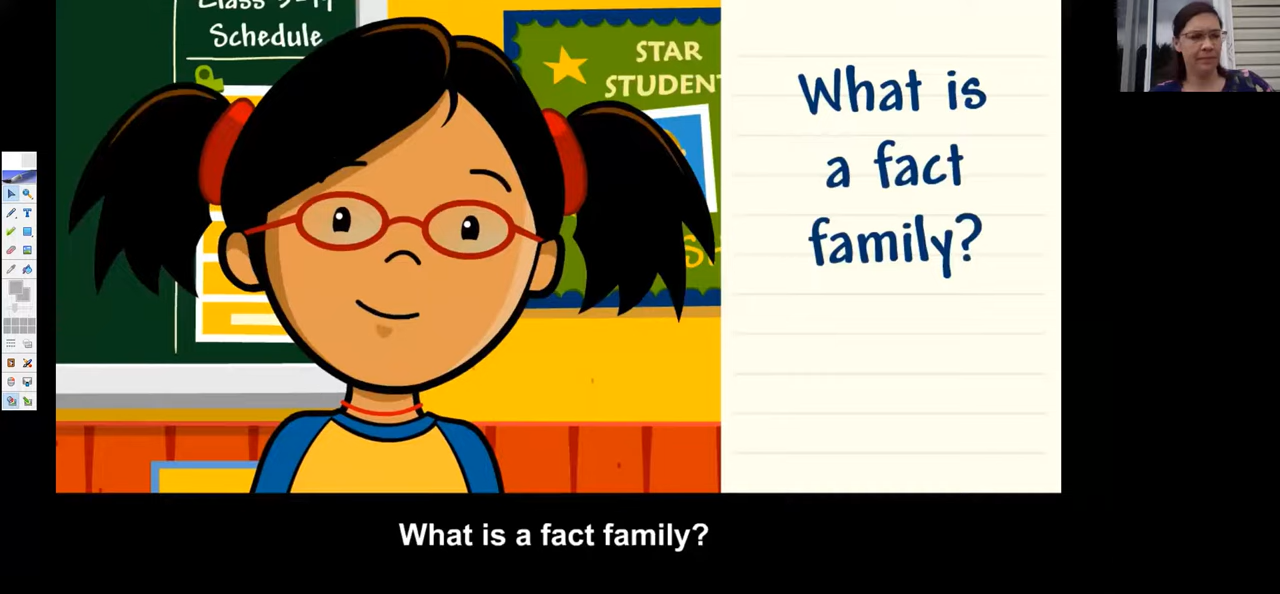 Schedule
STAR
STUDENT
What is
a fact
family?
What is a fact family?